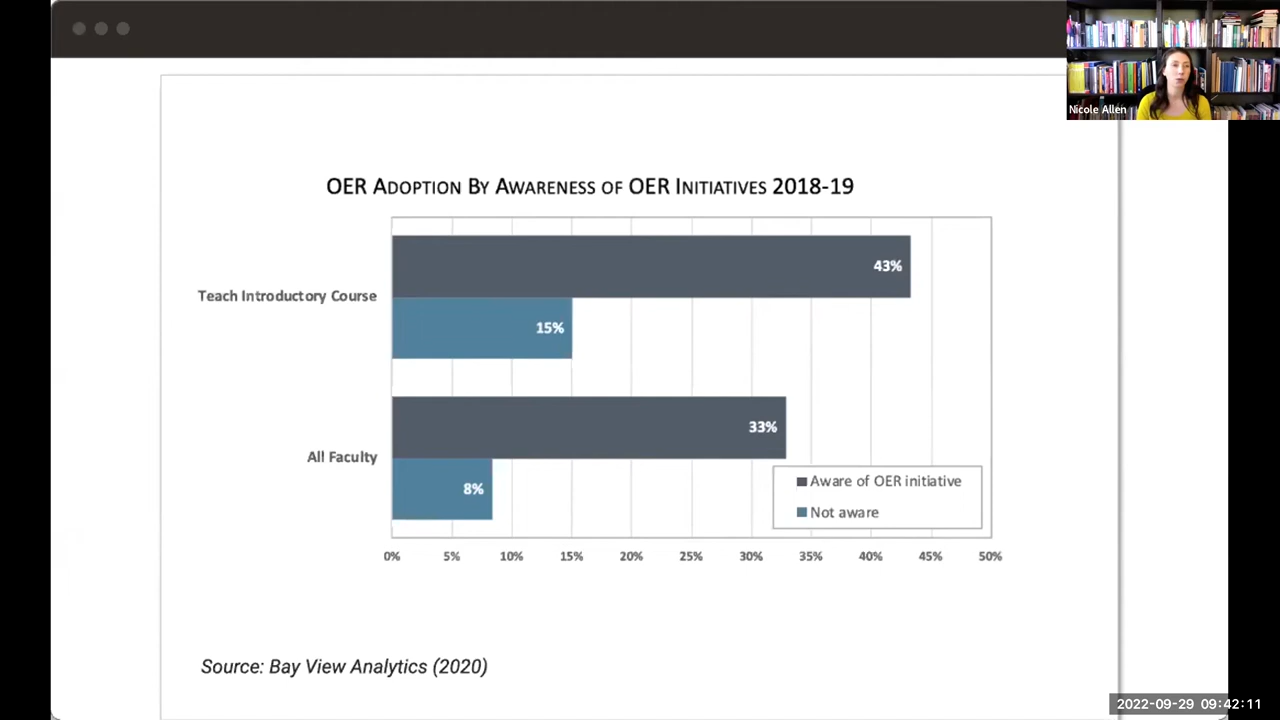 Nicole Allen
OER Adoption By Awareness of OER Initiatives 2018-19
Teach Introductory Course
43%
15%
All Faculty
33%
8%
Aware of OER initiative
Not aware
0% 5% 10% 15% 20% 25% 30% 35% 40% 45% 50%
Source: Bay View Analytics (2020)
2022-09-29 09:42:11